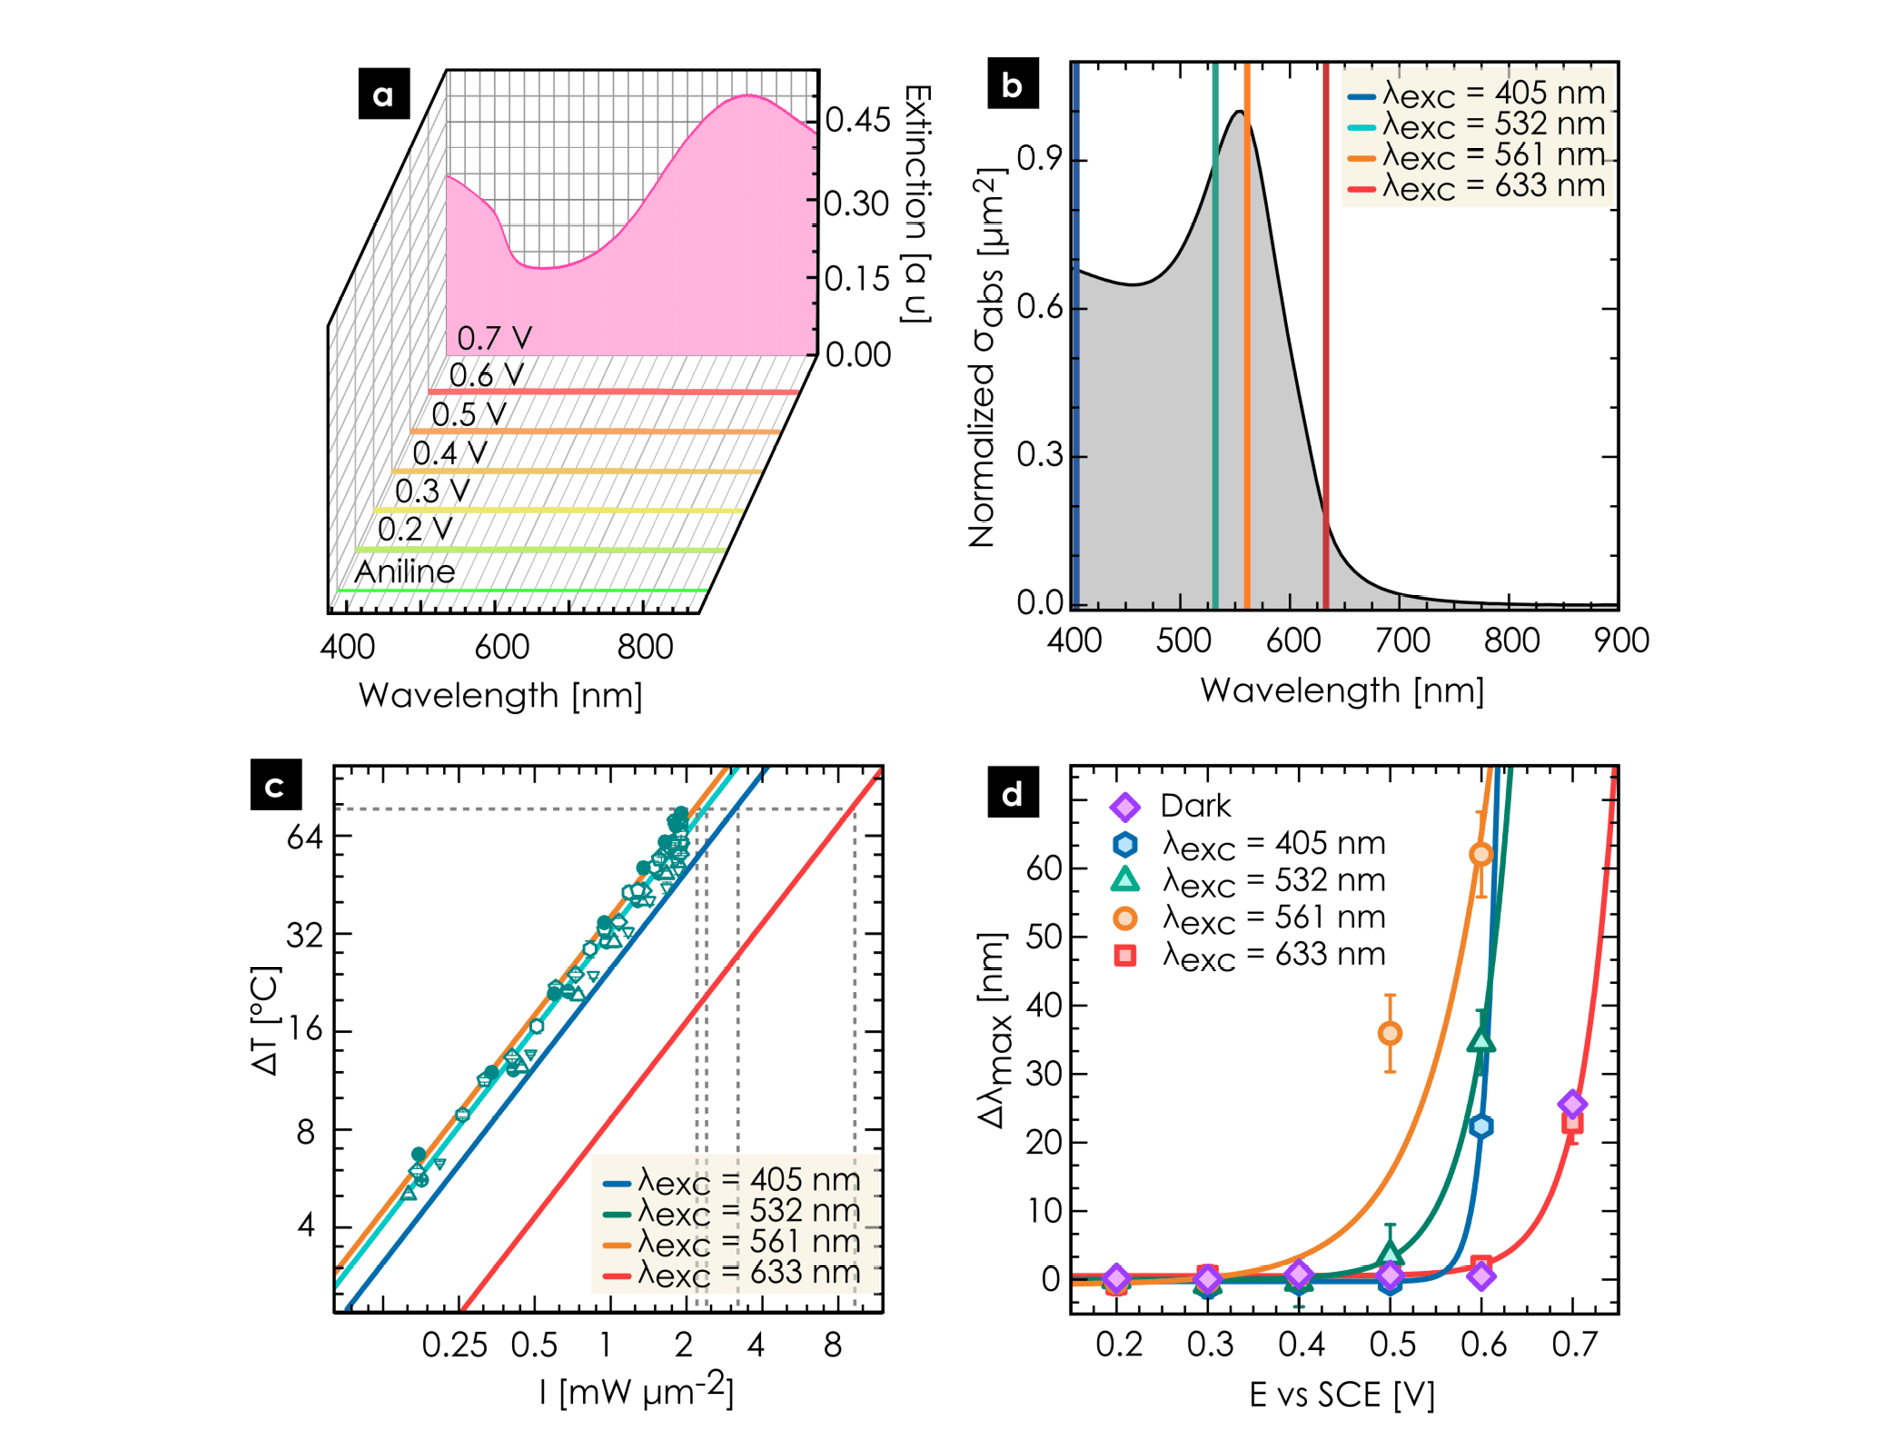 a
0.45
0.30
0.15
0.00
Extinction [a u]
0.7 V
0.6 V
0.5 V
0.4 V
0.3 V
0.2 V
Aniline
400 600 800
Wavelength [nm]
b
λexc = 405 nm
λexc = 532 nm
λexc = 561 nm
λexc = 633 nm
0.9
0.6
0.3
0.0
Normalized σabs [µm2]
400 500 600 700 800 900
Wavelength [nm]
c
64
32
16
8
4
ΔT [°C]
λexc = 405 nm
λexc = 532 nm
λexc = 561 nm
λexc = 633 nm
0.25 0.5 1 2 4 8
I [mW µm-2]
d
Dark
λexc = 405 nm
λexc = 532 nm
λexc = 561 nm
λexc = 633 nm
60
50
40
30
20
10
0
Δλmax [nm]
0.2 0.3 0.4 0.5 0.6 0.7
E vs SCE [V]